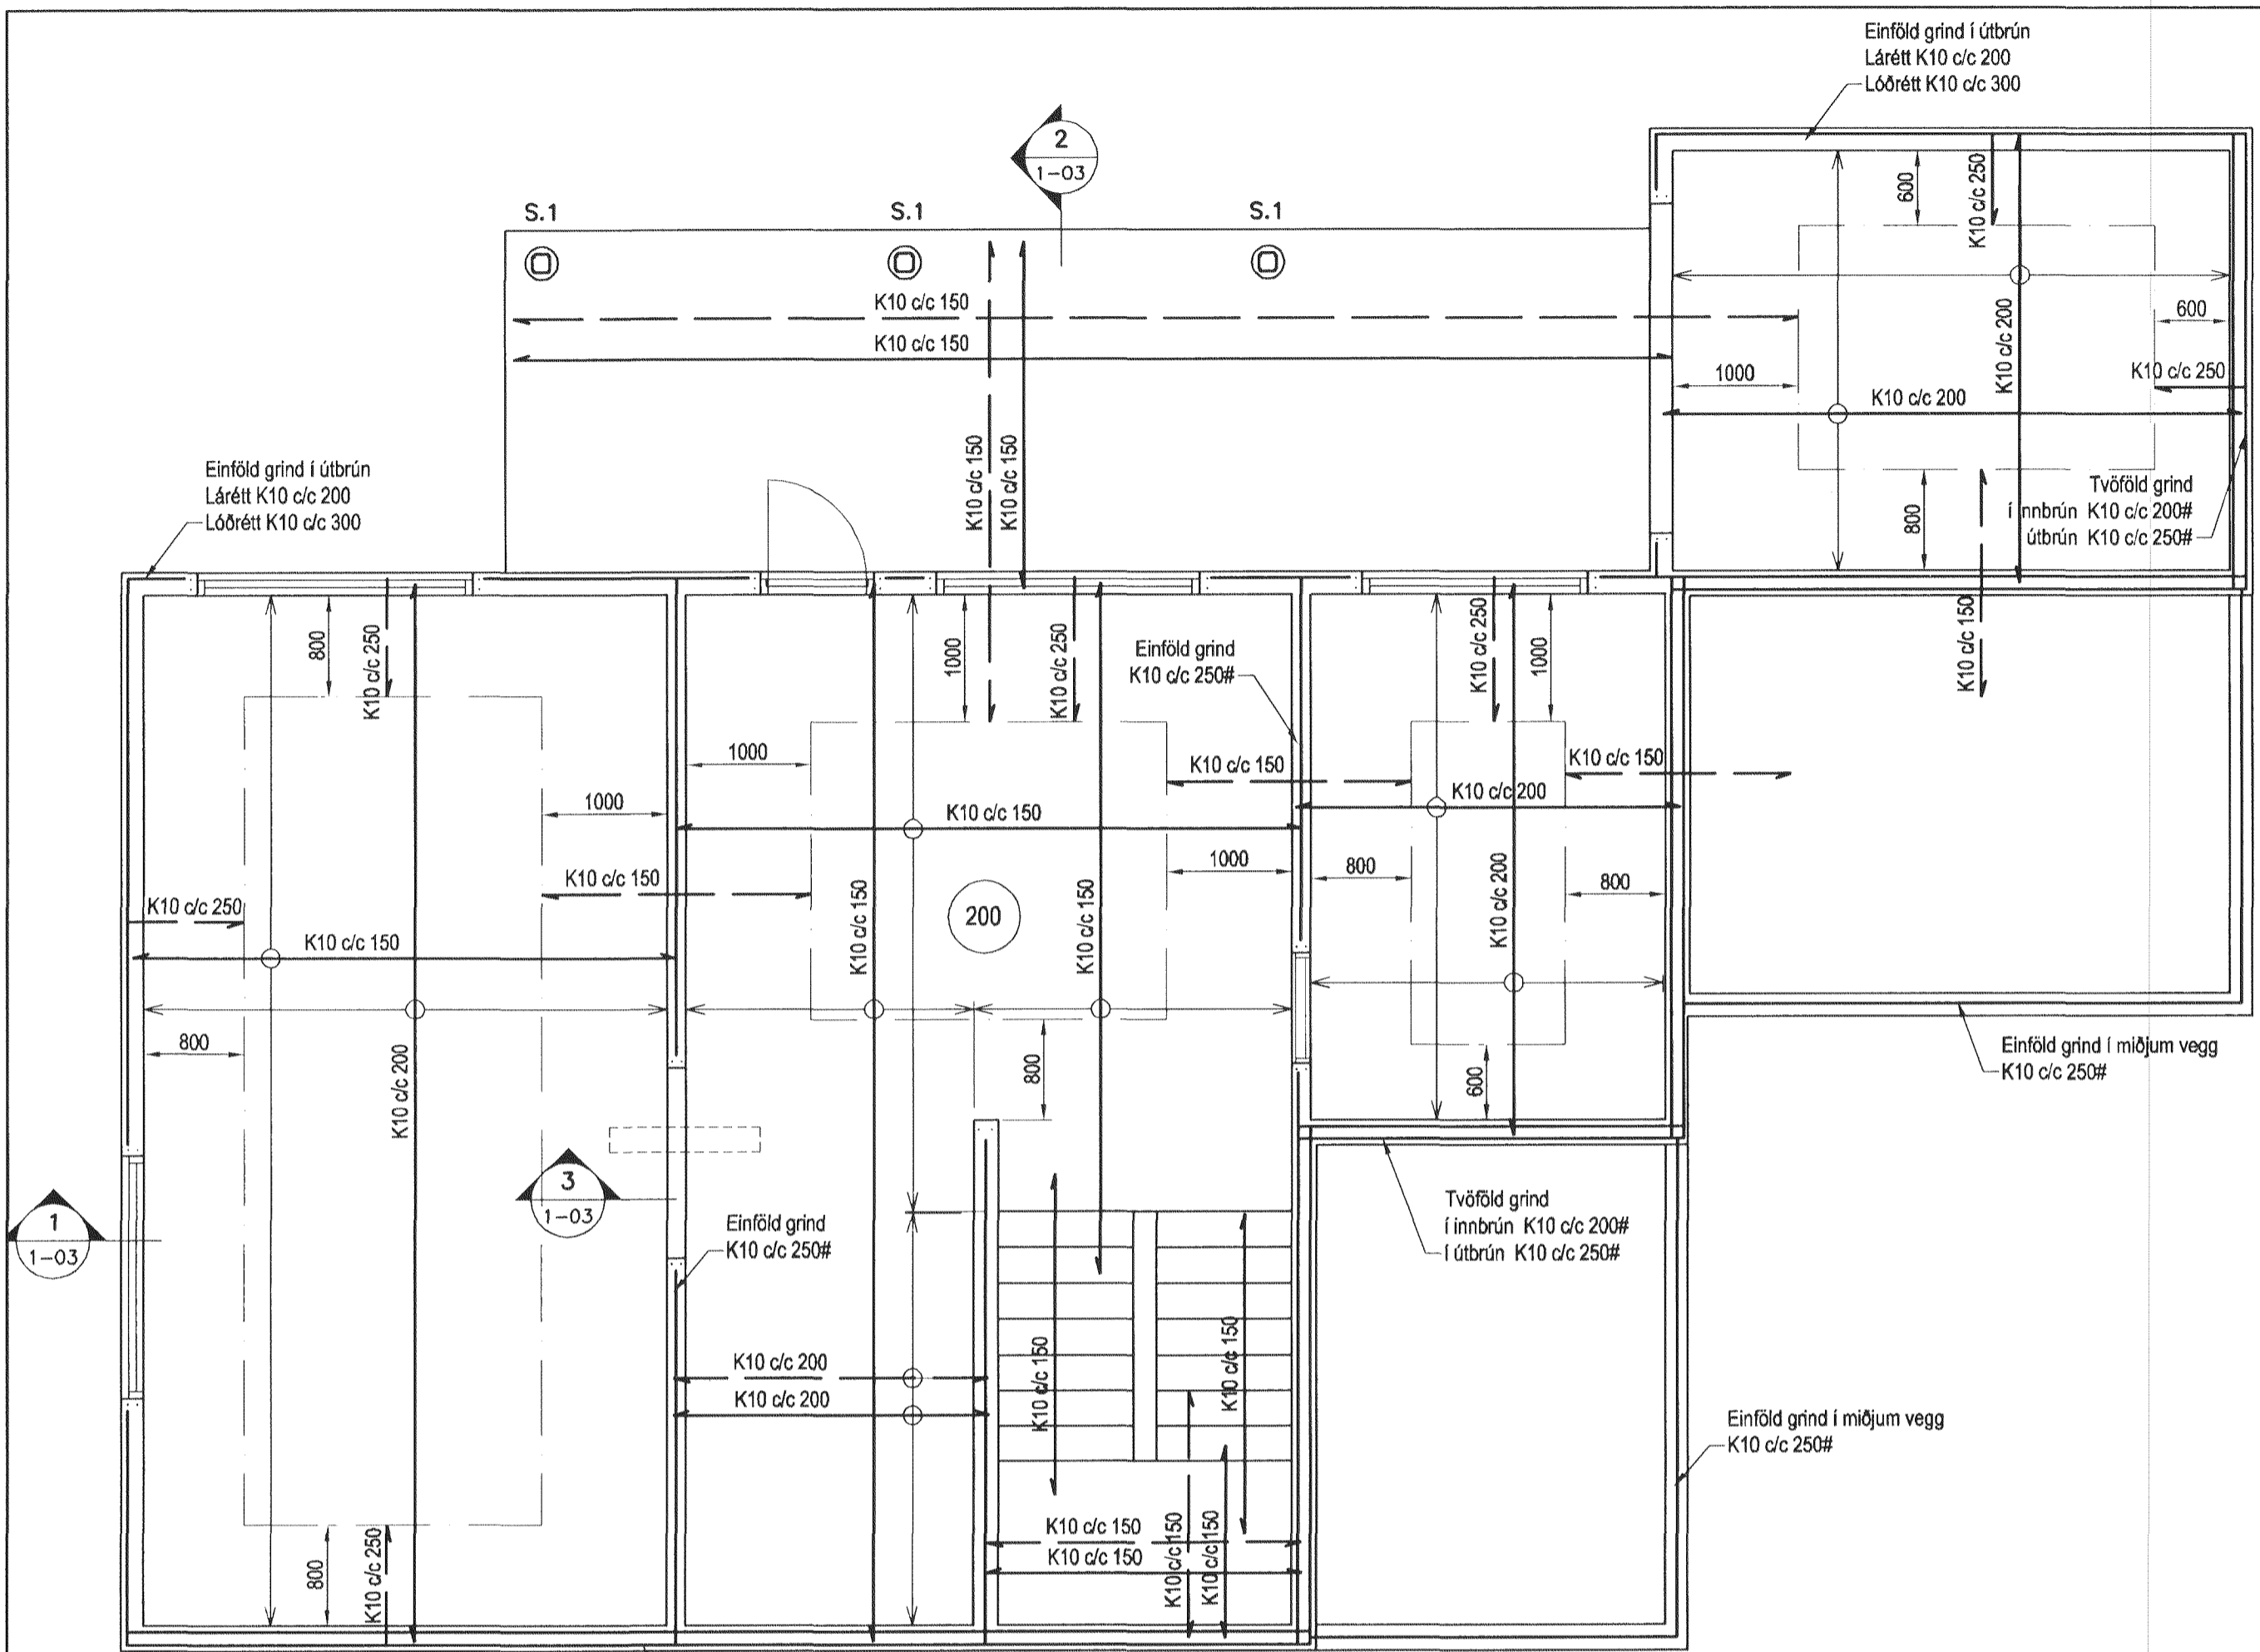 Einföld grind í útbrún
Lárétt K10 c/c 200
Lóðrétt K10 c/c 300
2
1-03
S.1
S.1
S.1
600
K10 c/c 250
K10 c/c 150
K10 c/c 150
K10 c/c 200
600
1000
K10 c/c 250
K10 c/c 200
K10 c/c 150
K10 c/c 150
Einföld grind í útbrún
Lárétt K10 c/c 200
Lóðrétt K10 c/c 300
800
Tvöföld grind
í nnbrún K10 c/c 200#
útbrún K10 c/c 250#
800
K10 c/c 250
1000
K10 c/c 250
Einföld grind
K10 c/c 250#
K10 c/c 250
1000
K10 c/c 150
1000
K10 c/c 150
K10 c/c 150
1000
K10 c/c 150
K10 c/c 200
K10 c/c 150
1000
800
800
K10 c/c 250
K10 c/c 150
200
K10 c/c 150
K10 c/c 150
K10 c/c 200
800
K10 c/c 200
800
600
Einföld grind í miðjum vegg
K10 c/c 250#
3
1-03
1
1-03
Einföld grind
K10 c/c 250#
Tvöföld grind
í innbrún K10 c/c 200#
í útbrún K10 c/c 250#
K10 c/c 200
K10 c/c 200
K10 c/c 150
K10 c/c 150
Einföld grind í miðjum vegg
K10 c/c 250#
800
K10 c/c 250
K10 c/c 150
K10 c/c 150
K10 c/c 150
K10 c/c 150